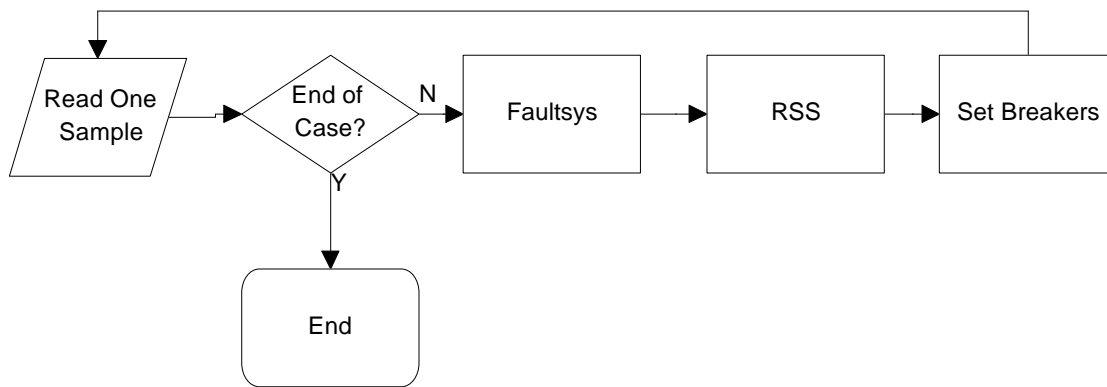 Read One
Sample
End of
Case?
N
Faultsys
RSS
Set Breakers
Y
End